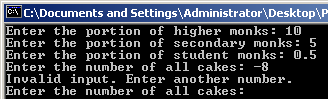 C:\Documents and Settings\Administrator\Desktop\P
Enter the portion of higher monks: 10
Enter the portion of secondary monks: 5
Enter the portion of student monks: 0.5
Enter the number of all cakes: -8
Invalid input. Enter another number.
Enter the number of all cakes: